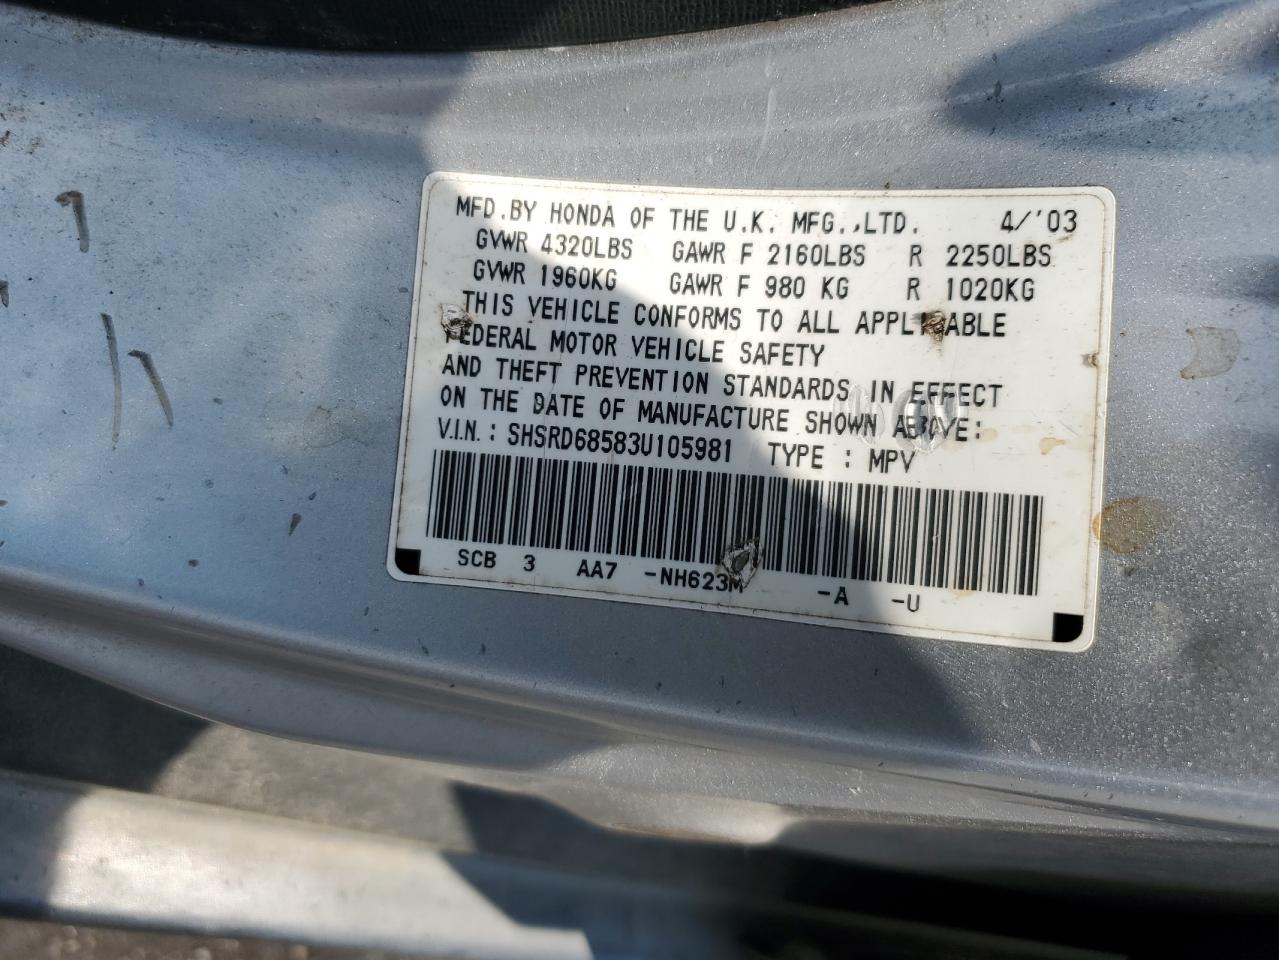 MFD.BY HONDA OF THE U.K. MFG.,LTD. 4/'03
GVWR 4320LBS GAWR F 2160LBS R 2250LBS
GVWR 1960KG GAWR F 980 KG R 1020KG
THIS VEHICLE CONFORMS TO ALL APPLICABLE
FEDERAL MOTOR VEHICLE SAFETY
AND THEFT PREVENTION STANDARDS IN EFFECT
ON THE DATE OF MANUFACTURE SHOWN ABOVE:
V.I.N.: SHSRD68583U105981 TYPE : MPV
SCB 3 AA7 -NH623M -A -U